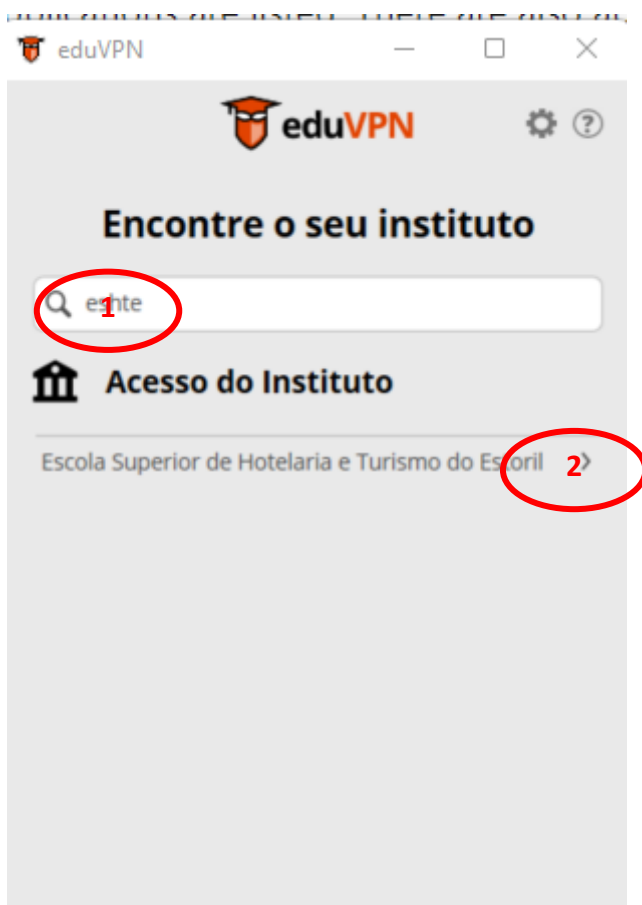 eduVPN
eduVPN
Encontre o seu instituto
eshte
1
Acesso do Instituto
Escola Superior de Hotelaria e Turismo do Estoril
2